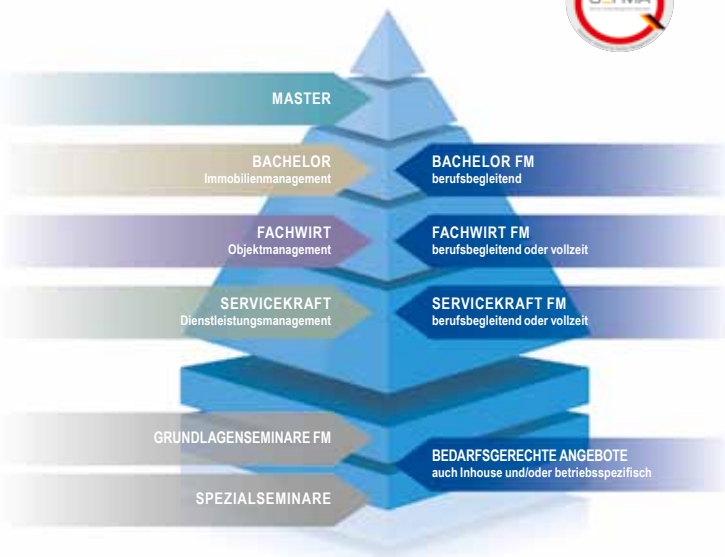 MASTER
BACHELOR
Immobilienmanagement
BACHELOR FM
berufsbegleitend
FACHWIRT
Objektmanagement
FACHWIRT FM
berufsbegleitend oder vollzeit
SERVICEKRAFT
Dienstleistungsmanagement
SERVICEKRAFT FM
berufsbegleitend oder vollzeit
GRUNDLAGENSEMINARE FM
BEDARFSGERECHTE ANGEBOTE
auch Inhouse und/oder betriebsspezifisch
SPEZIALSEMINARE